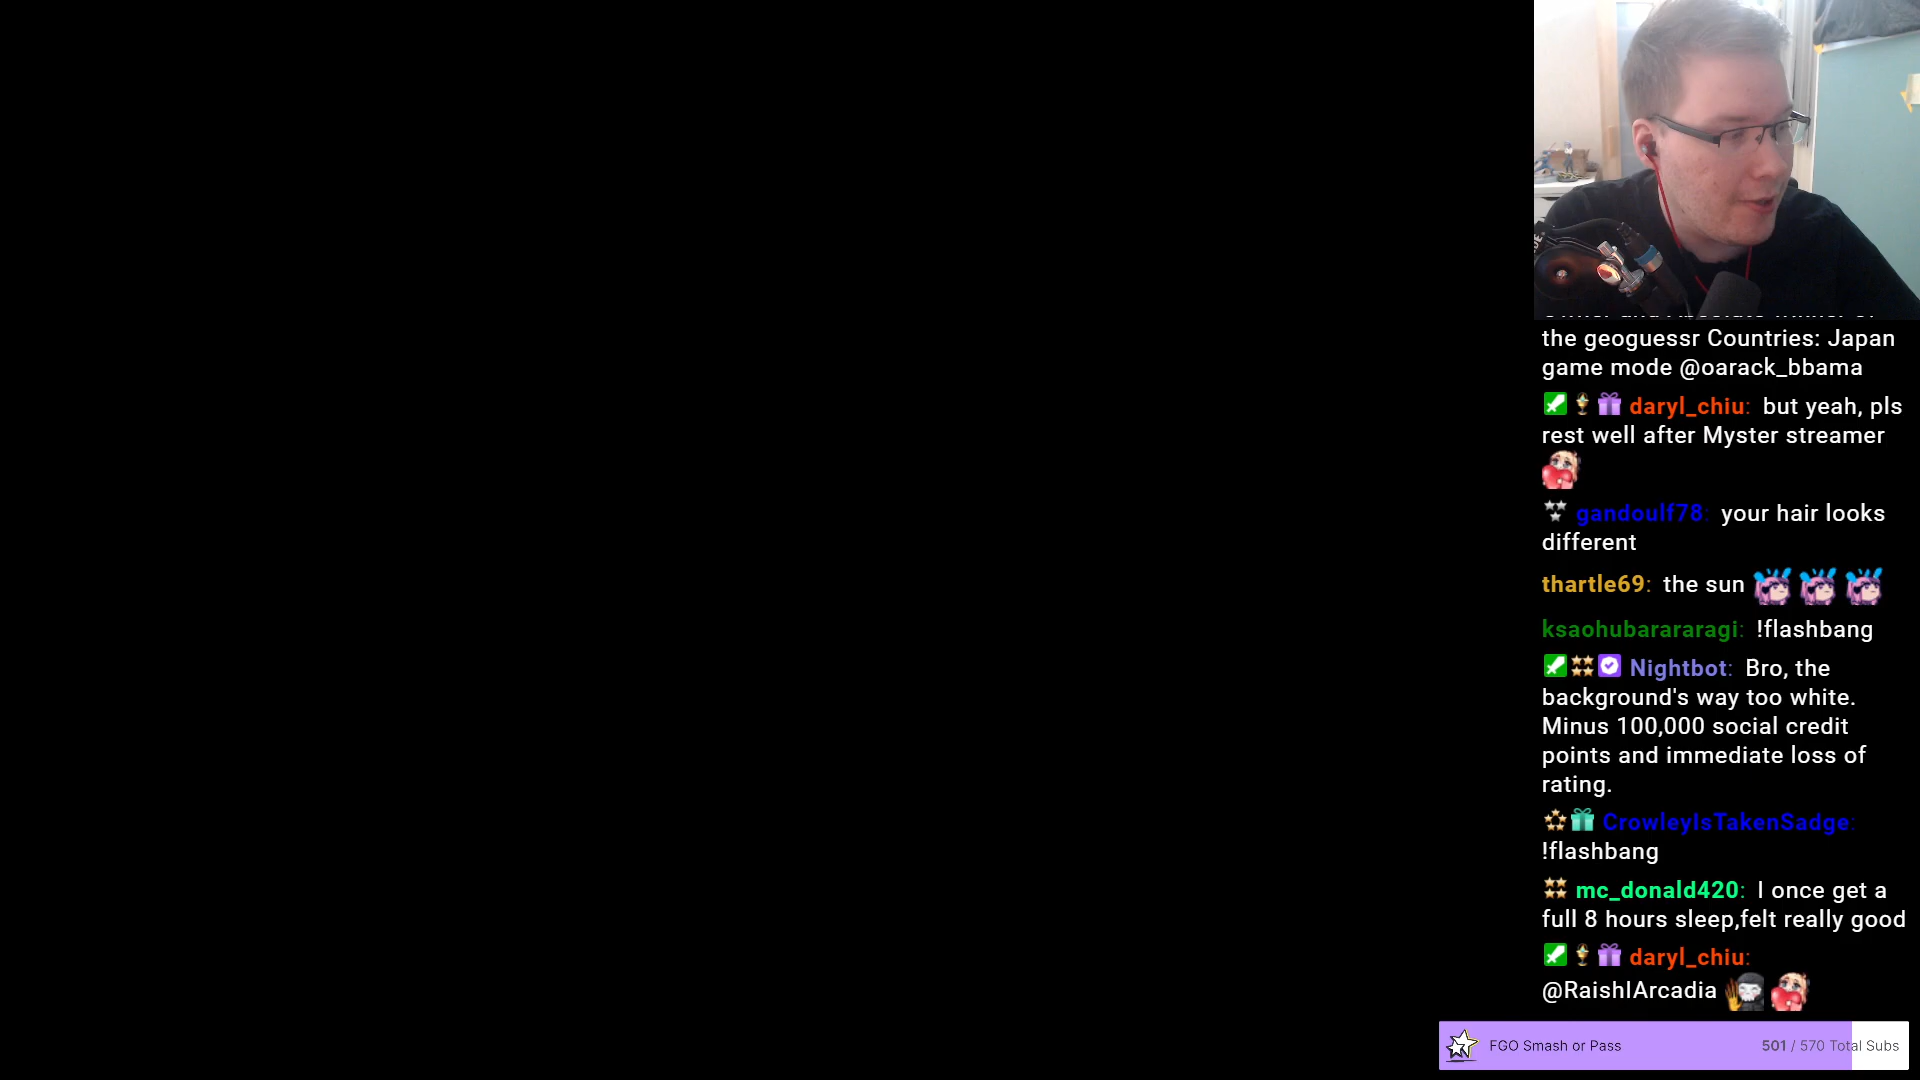 the geoguessr Countries: Japan
game mode @oarack_bbama
daryl_chiu: but yeah, pls
rest well after Myster streamer
gandoulf78: your hair looks
different
thartle69: the sun
ksaohubarararagi: !flashbang
Nightbot: Bro, the
background's way too white.
Minus 100,000 social credit
points and immediate loss of
rating.
CrowleyIsTakenSadge:
!flashbang
mc_donald420: I once get a
full 8 hours sleep,felt really good
daryl_chiu:
@RaishIArcadia
FGO Smash or Pass 501 / 570 Total Subs